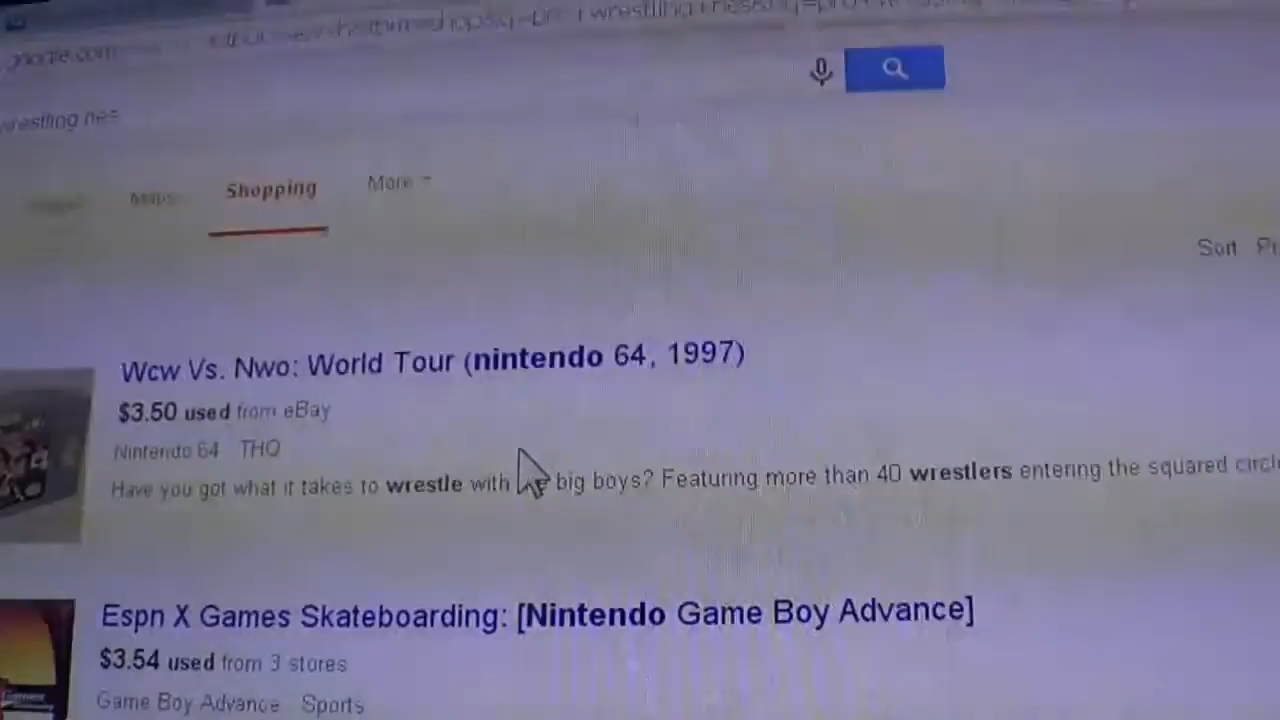 google.com
wrestling nes
Maps
Shopping
More
Sort
Wcw Vs. Nwo: World Tour (nintendo 64, 1997)
$3.50 used from eBay
Nintendo 64 THQ
Have you got what it takes to wrestle with big boys? Featuring more than 40 wrestlers entering the squared
Espn X Games Skateboarding: [Nintendo Game Boy Advance]
$3.54 used from 3 stores
Game Boy Advance Sports